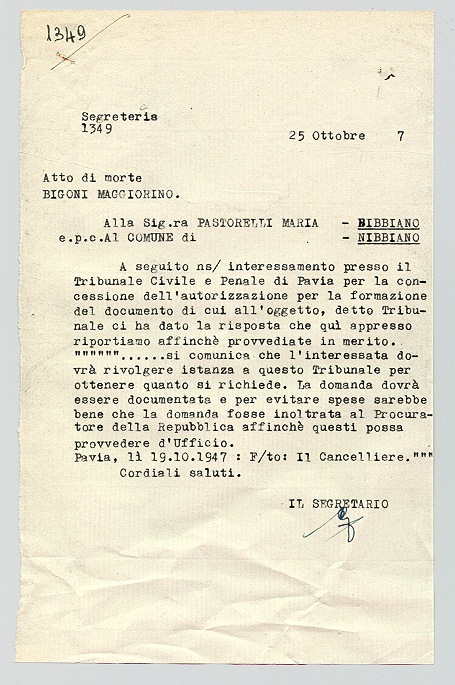 1349
Segreteris
1349
25 Ottobre 7
Atto di morte
BIGONI MAGGIORINO.
Alla Sig.ra PASTORELLI MARIA - NIBBIANO
e.p.c.Al COMUNE di - NIBBIANO
A seguito ns/ interessamento presso il
Tribunale Civile e Penale di Pavia per la con-
cessione dell'autorizzazione per la formazione
del documento di cui all'oggetto, detto Tribu-
nale ci ha dato la risposta che quì appresso
riportiamo affinchè provvediate in merito.
""""""......si comunica che l'interessata do-
vrà rivolgere istanza a questo Tribunale per
ottenere quanto si richiede. La domanda dovrà
essere documentata e per evitare spese sarebbe
bene che la domanda fosse inoltrata al Procura-
tore della Repubblica affinchè questi possa
provvedere d'Ufficio.
Pavia, lì 19.10.1947 : F/to: Il Cancelliere."""
Cordiali saluti.
IL SEGRETARIO